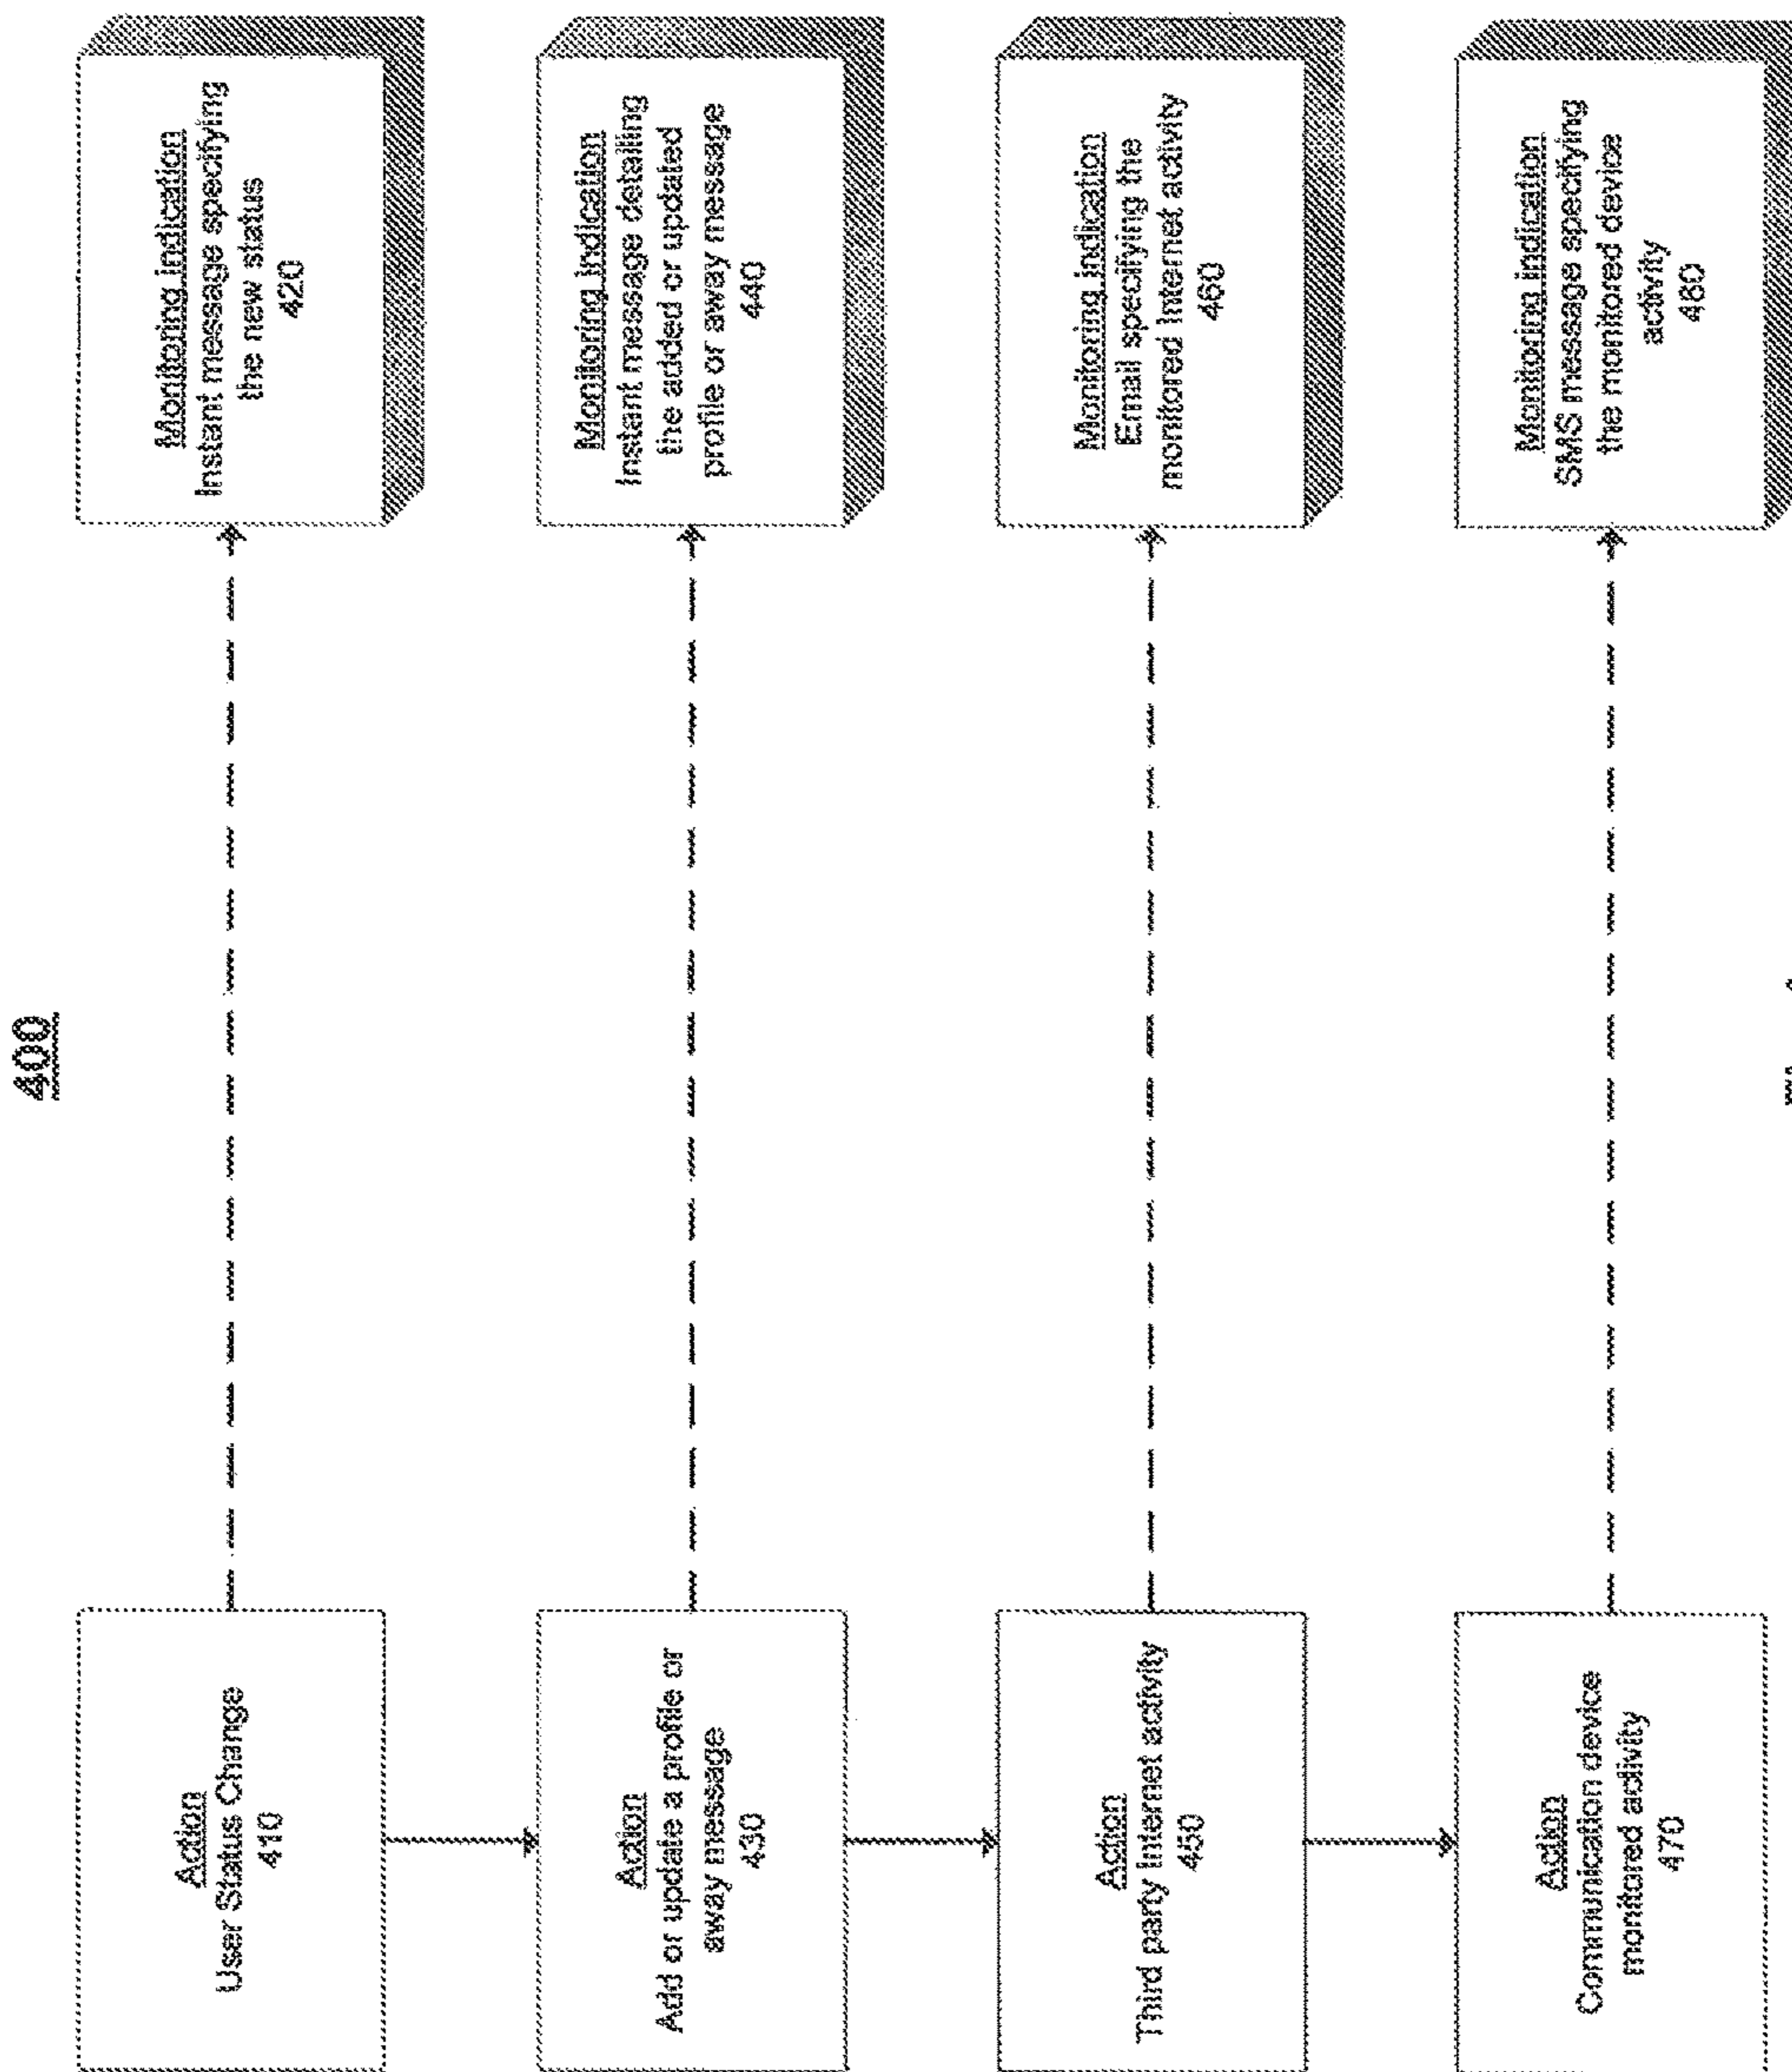 400
Action
User Status Change
410
Monitoring indication
Instant message specifying
the new status
420
Action
Add or update a profile or
away message
430
Monitoring indication
Instant message detailing
the added or updated
profile or away message
440
Action
Third party Internet activity
450
Monitoring indication
Email specifying the
monitored Internet activity
460
Action
Communication device
monitored activity
470
Monitoring indication
SMS message specifying
the monitored device
activity
480